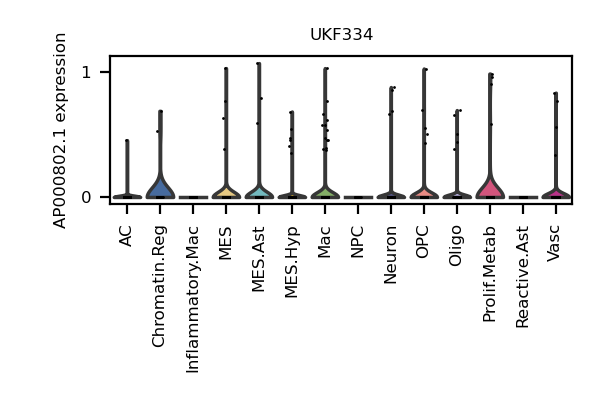 UKF334
AP000802.1 expression
1
0
AC
Chromatin.Reg
Inflammatory.Mac
MES
MES.Ast
MES.Hyp
Mac
NPC
Neuron
OPC
Oligo
Prolif.Metab
Reactive.Ast
Vasc